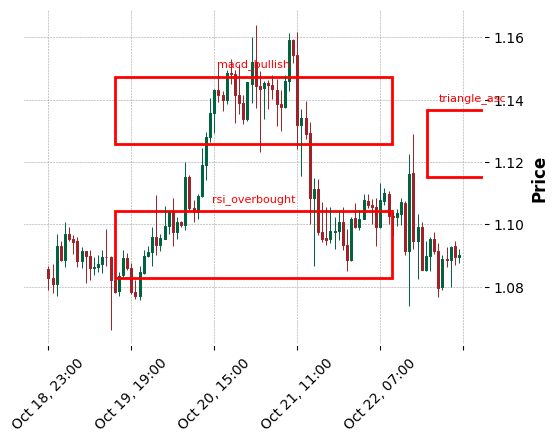 1.16
macd_bullish
triangle_asc
1.14
1.12
Price
rsi_overbought
1.10
1.08
Oct 18, 23:00
Oct 19, 19:00
Oct 20, 15:00
Oct 21, 11:00
Oct 22, 07:00